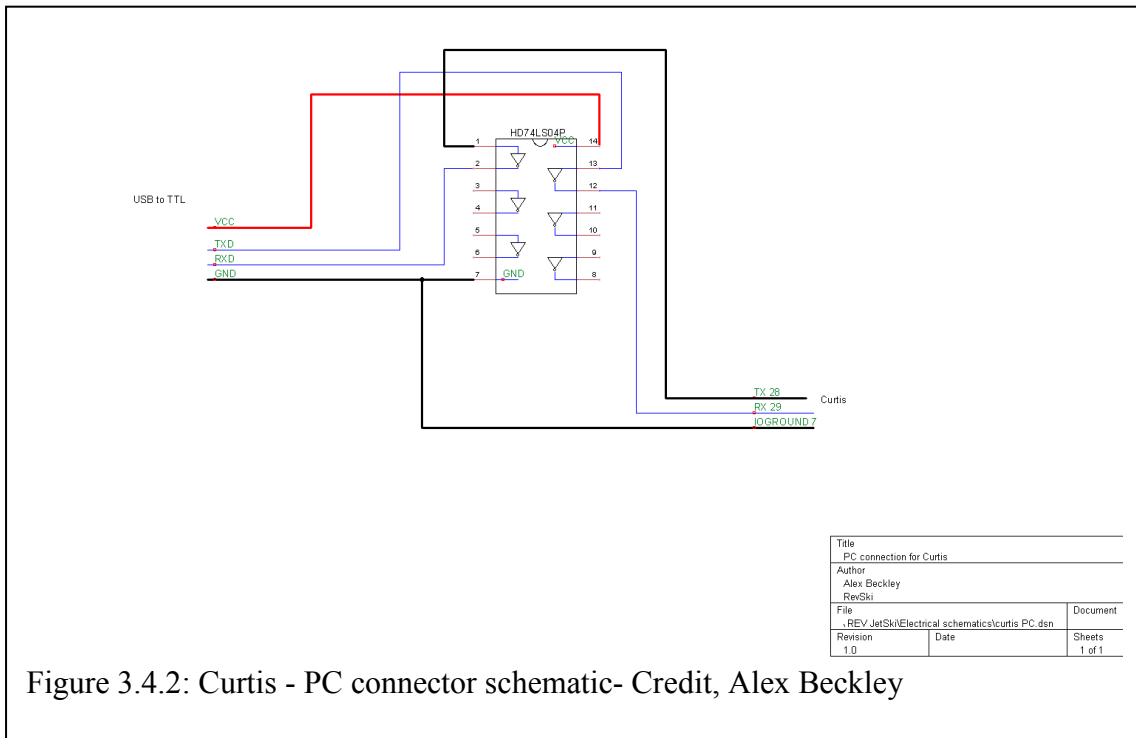 HD74LS04P
VCC
1
14
2
13
3
12
4
11
5
10
6
9
7
GND
8
USB to TTL
VCC
TXD
RXD
GND
TX 28
RX 29
IOGROUND 7
Curtis
Title
PC connection for Curtis
Author
Alex Beckley
RevSki
File
Document
\REV JetSki\Electrical schematics\curtis PC.dsn
Revision
Date
Sheets
1.0
1 of 1
Figure 3.4.2: Curtis - PC connector schematic- Credit, Alex Beckley